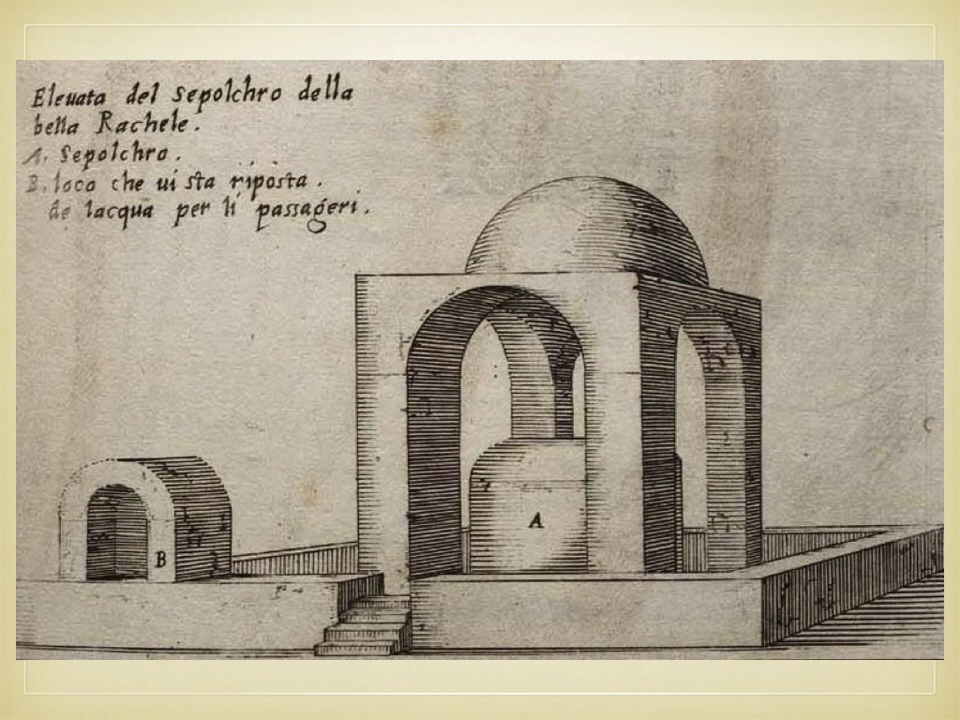 Eleuata del Sepolchro della
bella Rachele.
A. Sepolchro.
B. loco che ui sta riposta.
de lacqua per li passageri.
A
B